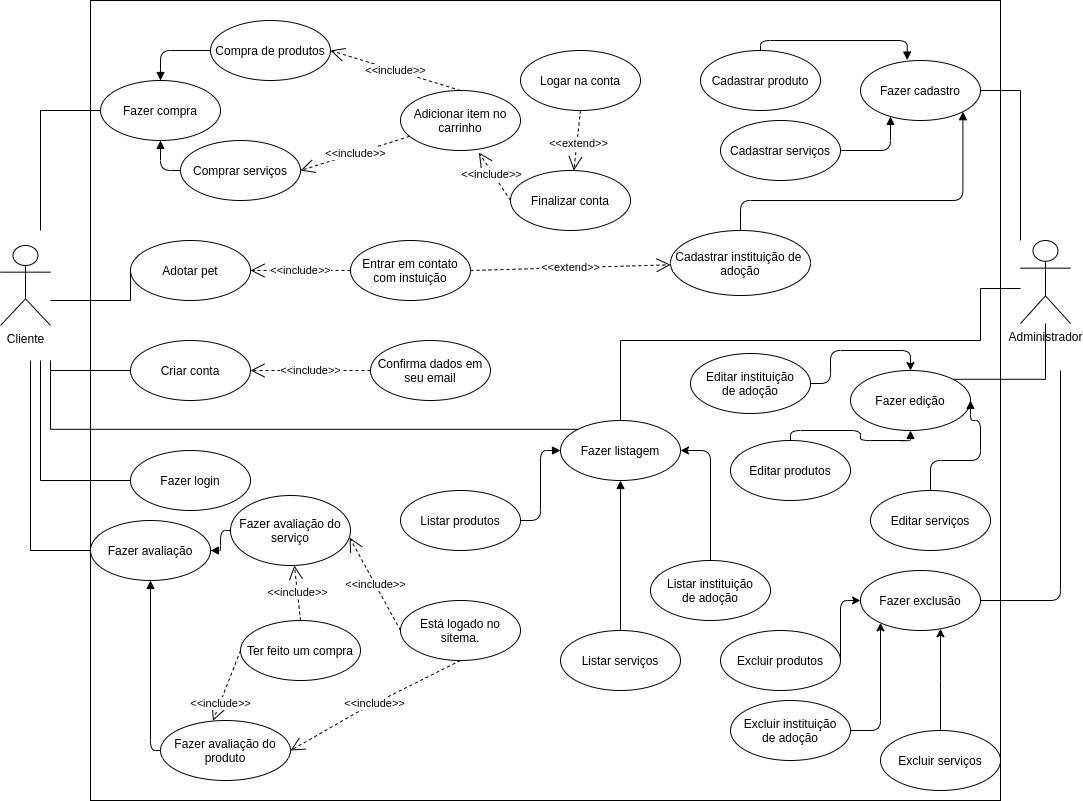 Compra de produtos
<<include>>
Logar na conta
Cadastrar produto
Fazer cadastro
Fazer compra
Adicionar item no
carrinho
<<extend>>
Cadastrar serviços
<<include>>
Comprar serviços
<<include>>
Finalizar conta
Adotar pet
<<include>>
Entrar em contato
com instuição
<<extend>>
Cadastrar instituição de
adoção
Cliente
Administrador
Criar conta
<<include>>
Confirma dados em
seu email
Editar instituição
de adoção
Fazer edição
Fazer listagem
Editar produtos
Fazer login
Listar produtos
Editar serviços
Fazer avaliação
Fazer avaliação do
serviço
<<include>>
<<include>>
Listar instituição
de adoção
Fazer exclusão
Ter feito um compra
Está logado no
sitema.
Listar serviços
Excluir produtos
<<include>>
<<include>>
Fazer avaliação do
produto
Excluir instituição
de adoção
Excluir serviços